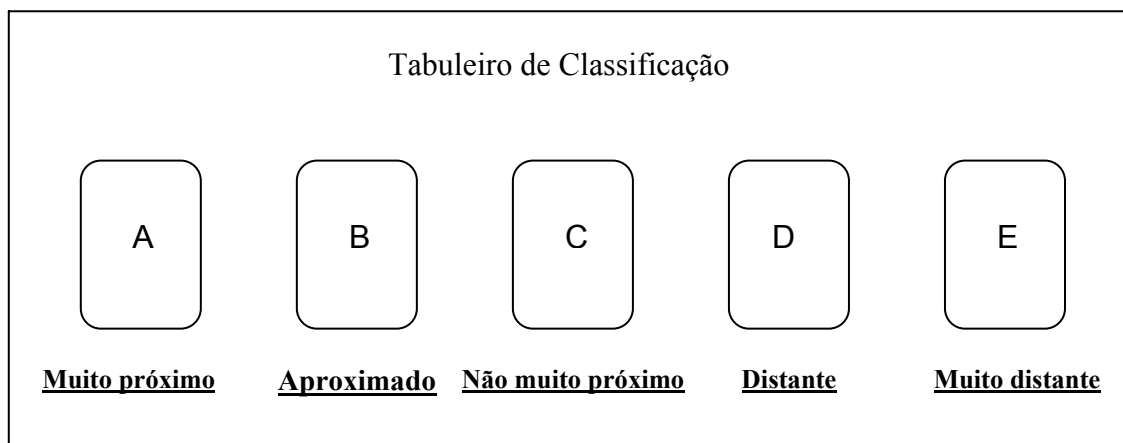 Tabuleiro de Classificação
A B C D E
Muito próximo Aproximado Não muito próximo Distante Muito distante